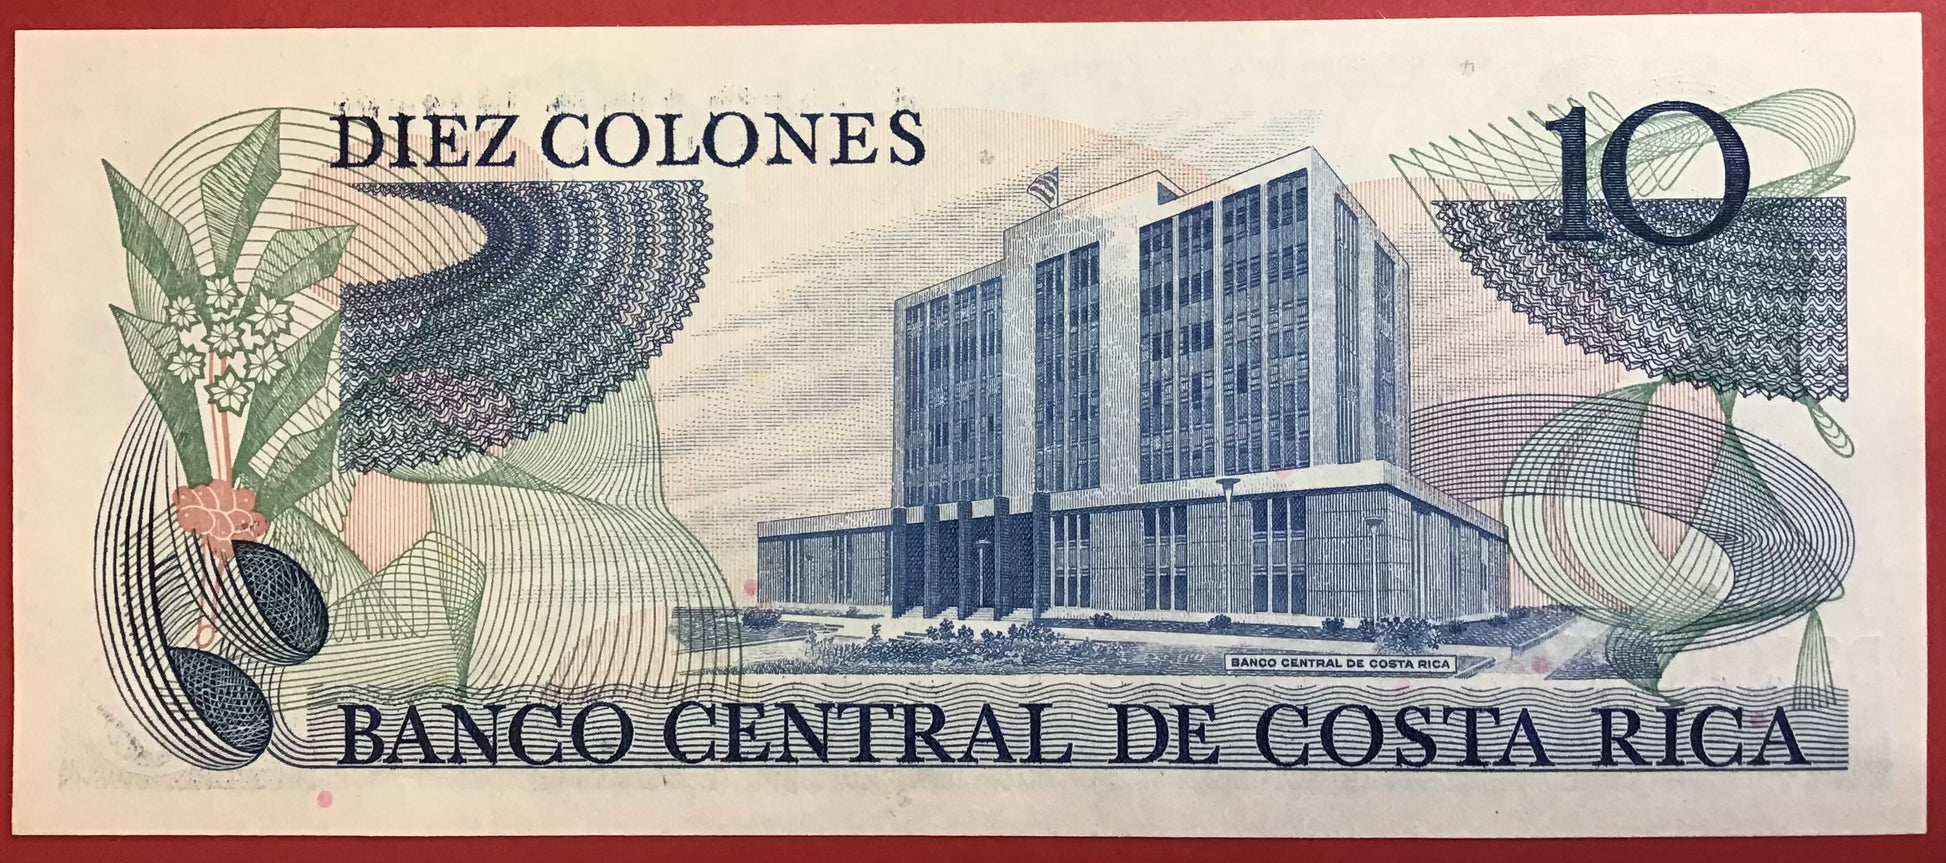 DIEZ COLONES
10
BANCO CENTRAL DE COSTA RICA
BANCO CENTRAL DE COSTA RICA